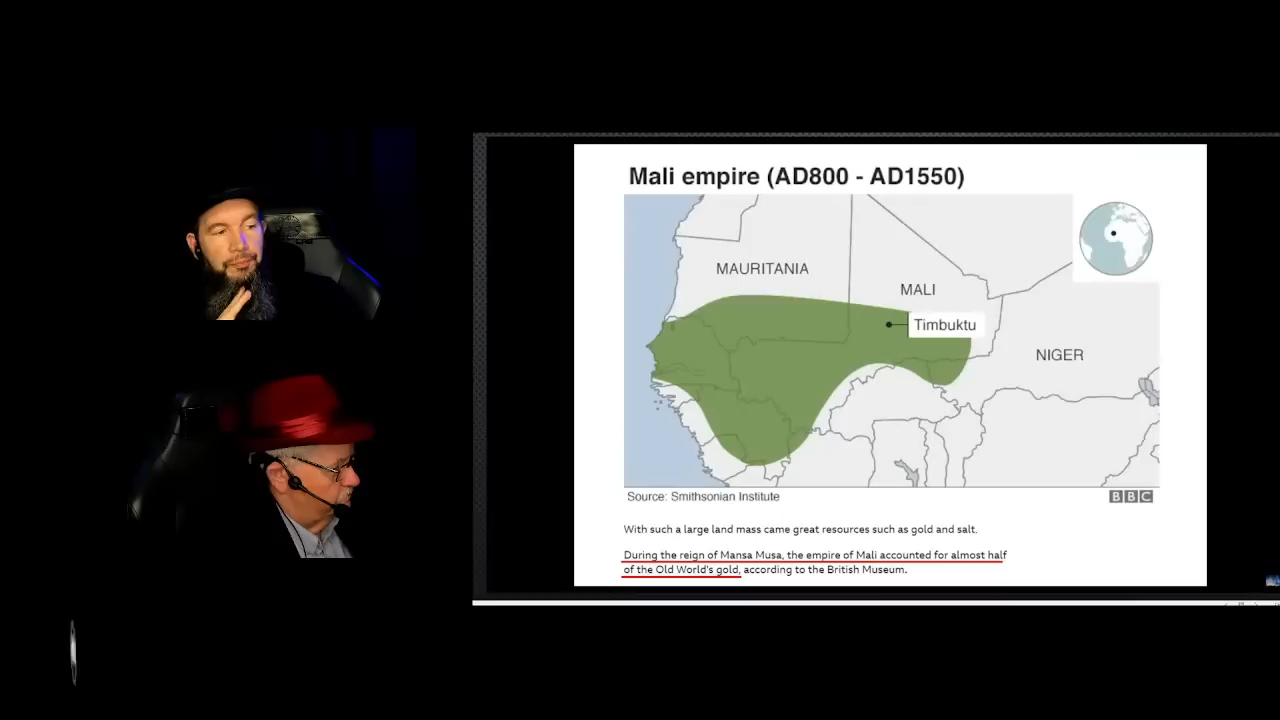 Mali empire (AD800 - AD1550)
MAURITANIA
MALI
Timbuktu
NIGER
Source: Smithsonian Institute
BBC
With such a large land mass came great resources such as gold and salt.
During the reign of Mansa Musa, the empire of Mali accounted for almost half
of the Old World's gold, according to the British Museum.